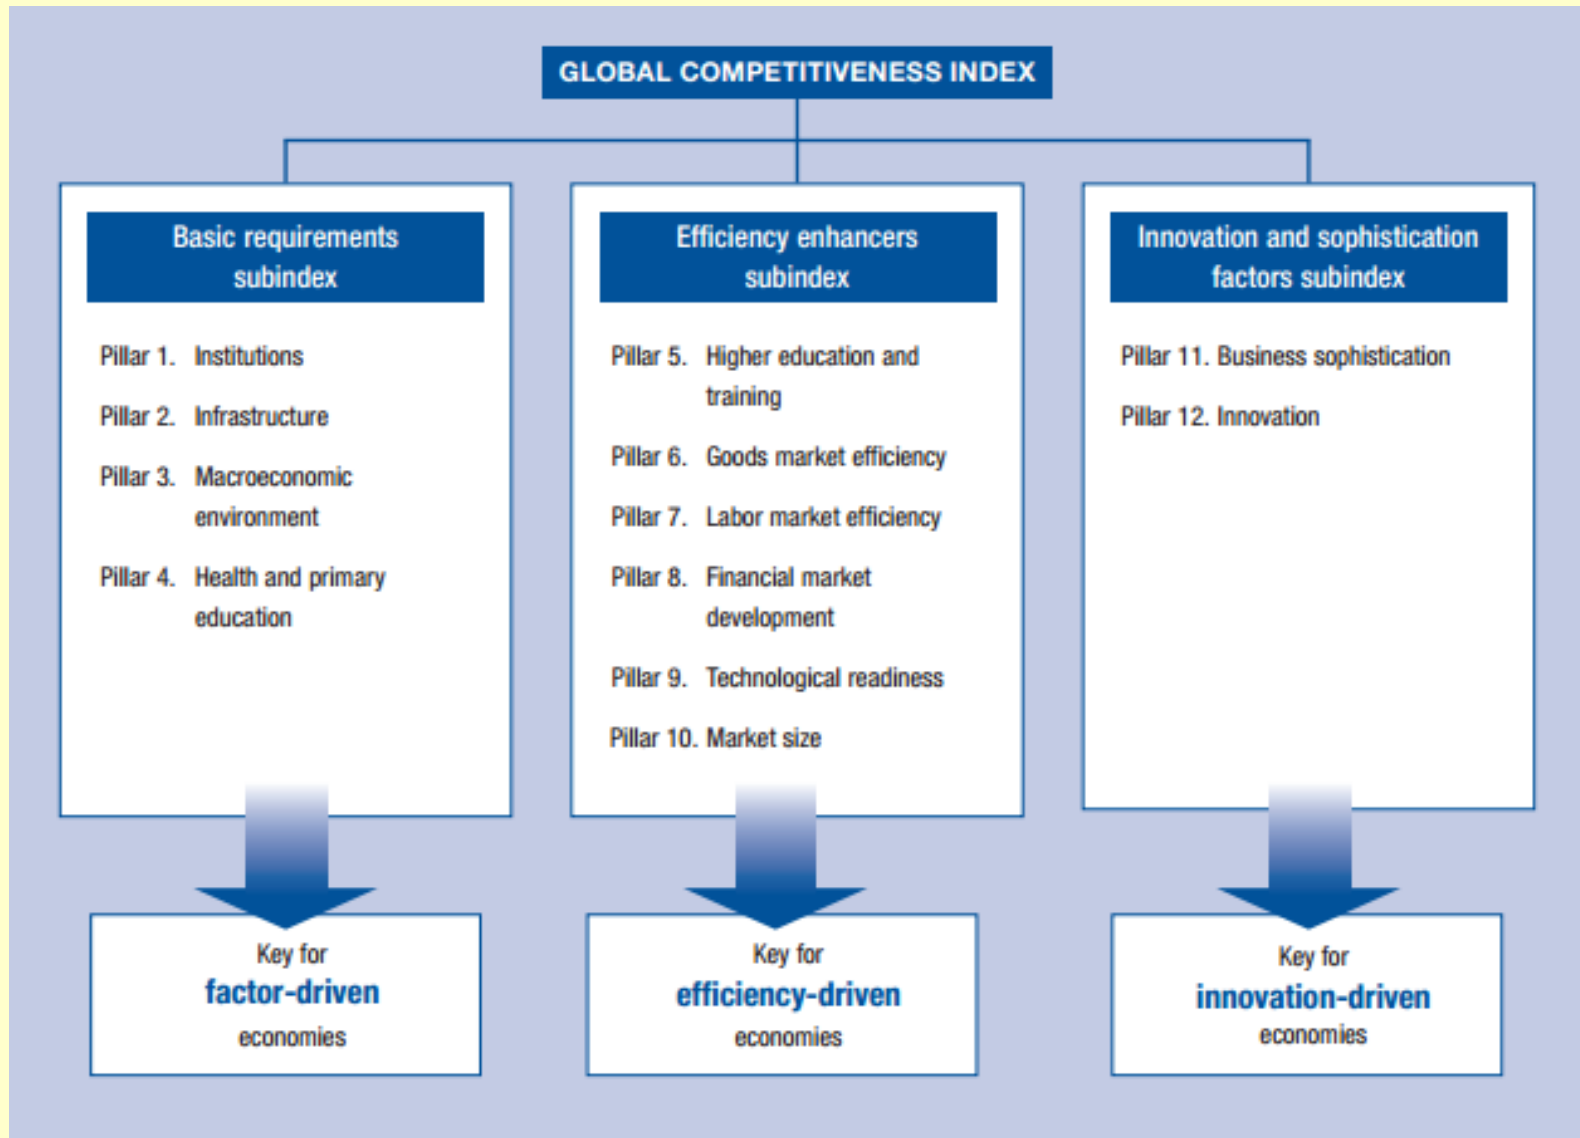 GLOBAL COMPETITIVENESS INDEX
Basic requirements
subindex
Pillar 1. Institutions
Pillar 2. Infrastructure
Pillar 3. Macroeconomic
environment
Pillar 4. Health and primary
education
Key for
factor-driven
economies
Efficiency enhancers
subindex
Pillar 5. Higher education and
training
Pillar 6. Goods market efficiency
Pillar 7. Labor market efficiency
Pillar 8. Financial market
development
Pillar 9. Technological readiness
Pillar 10. Market size
Key for
efficiency-driven
economies
Innovation and sophistication
factors subindex
Pillar 11. Business sophistication
Pillar 12. Innovation
Key for
innovation-driven
economies